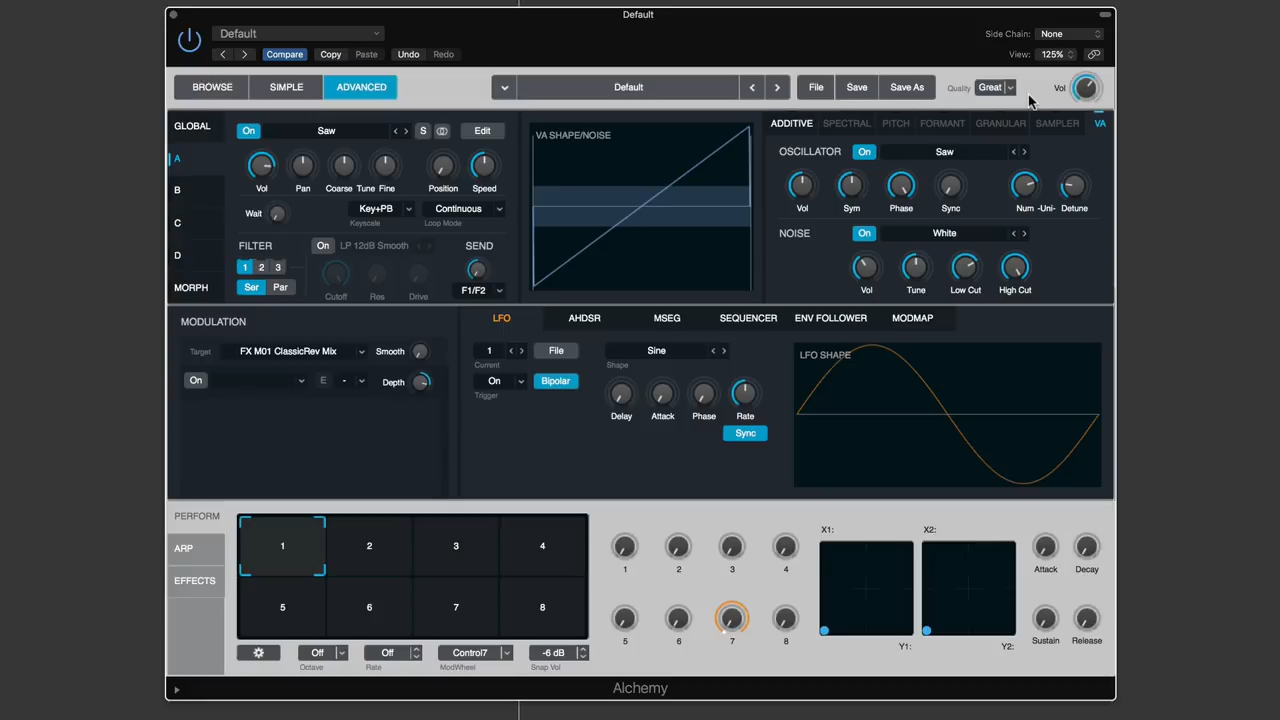 Default
Default
Side Chain: None
Compare Copy Paste Undo Redo
View: 125%
BROWSE SIMPLE ADVANCED Default File Save Save As Quality Great Vol
GLOBAL
A
B
C
D
MORPH
On Saw S Edit
Vol Pan Coarse Tune Fine Position Speed
Wait Key+PB Continuous
Keyscale Loop Mode
FILTER On LP 12dB Smooth SEND
1 2 3
Ser Par Cutoff Res Drive F1/F2
VA SHAPE/NOISE
ADDITIVE SPECTRAL PITCH FORMANT GRANULAR SAMPLER VA
OSCILLATOR On Saw
Vol Sym Phase Sync Num -Uni- Detune
NOISE On White
Vol Tune Low Cut High Cut
MODULATION
Target FX M01 ClassicRev Mix Smooth
On E - Depth
LFO AHDSR MSEG SEQUENCER ENV FOLLOWER MODMAP
1 File Sine
Current Shape
On Bipolar
Trigger
Delay Attack Phase Rate
Sync
LFO SHAPE
PERFORM
ARP
EFFECTS
1 2 3 4
5 6 7 8
Off Off Control7 -6 dB
Octave Rate ModWheel Snap Vol
1 2 3 4
5 6 7 8
X1: X2:
Y1: Y2:
Attack Decay
Sustain Release
Alchemy